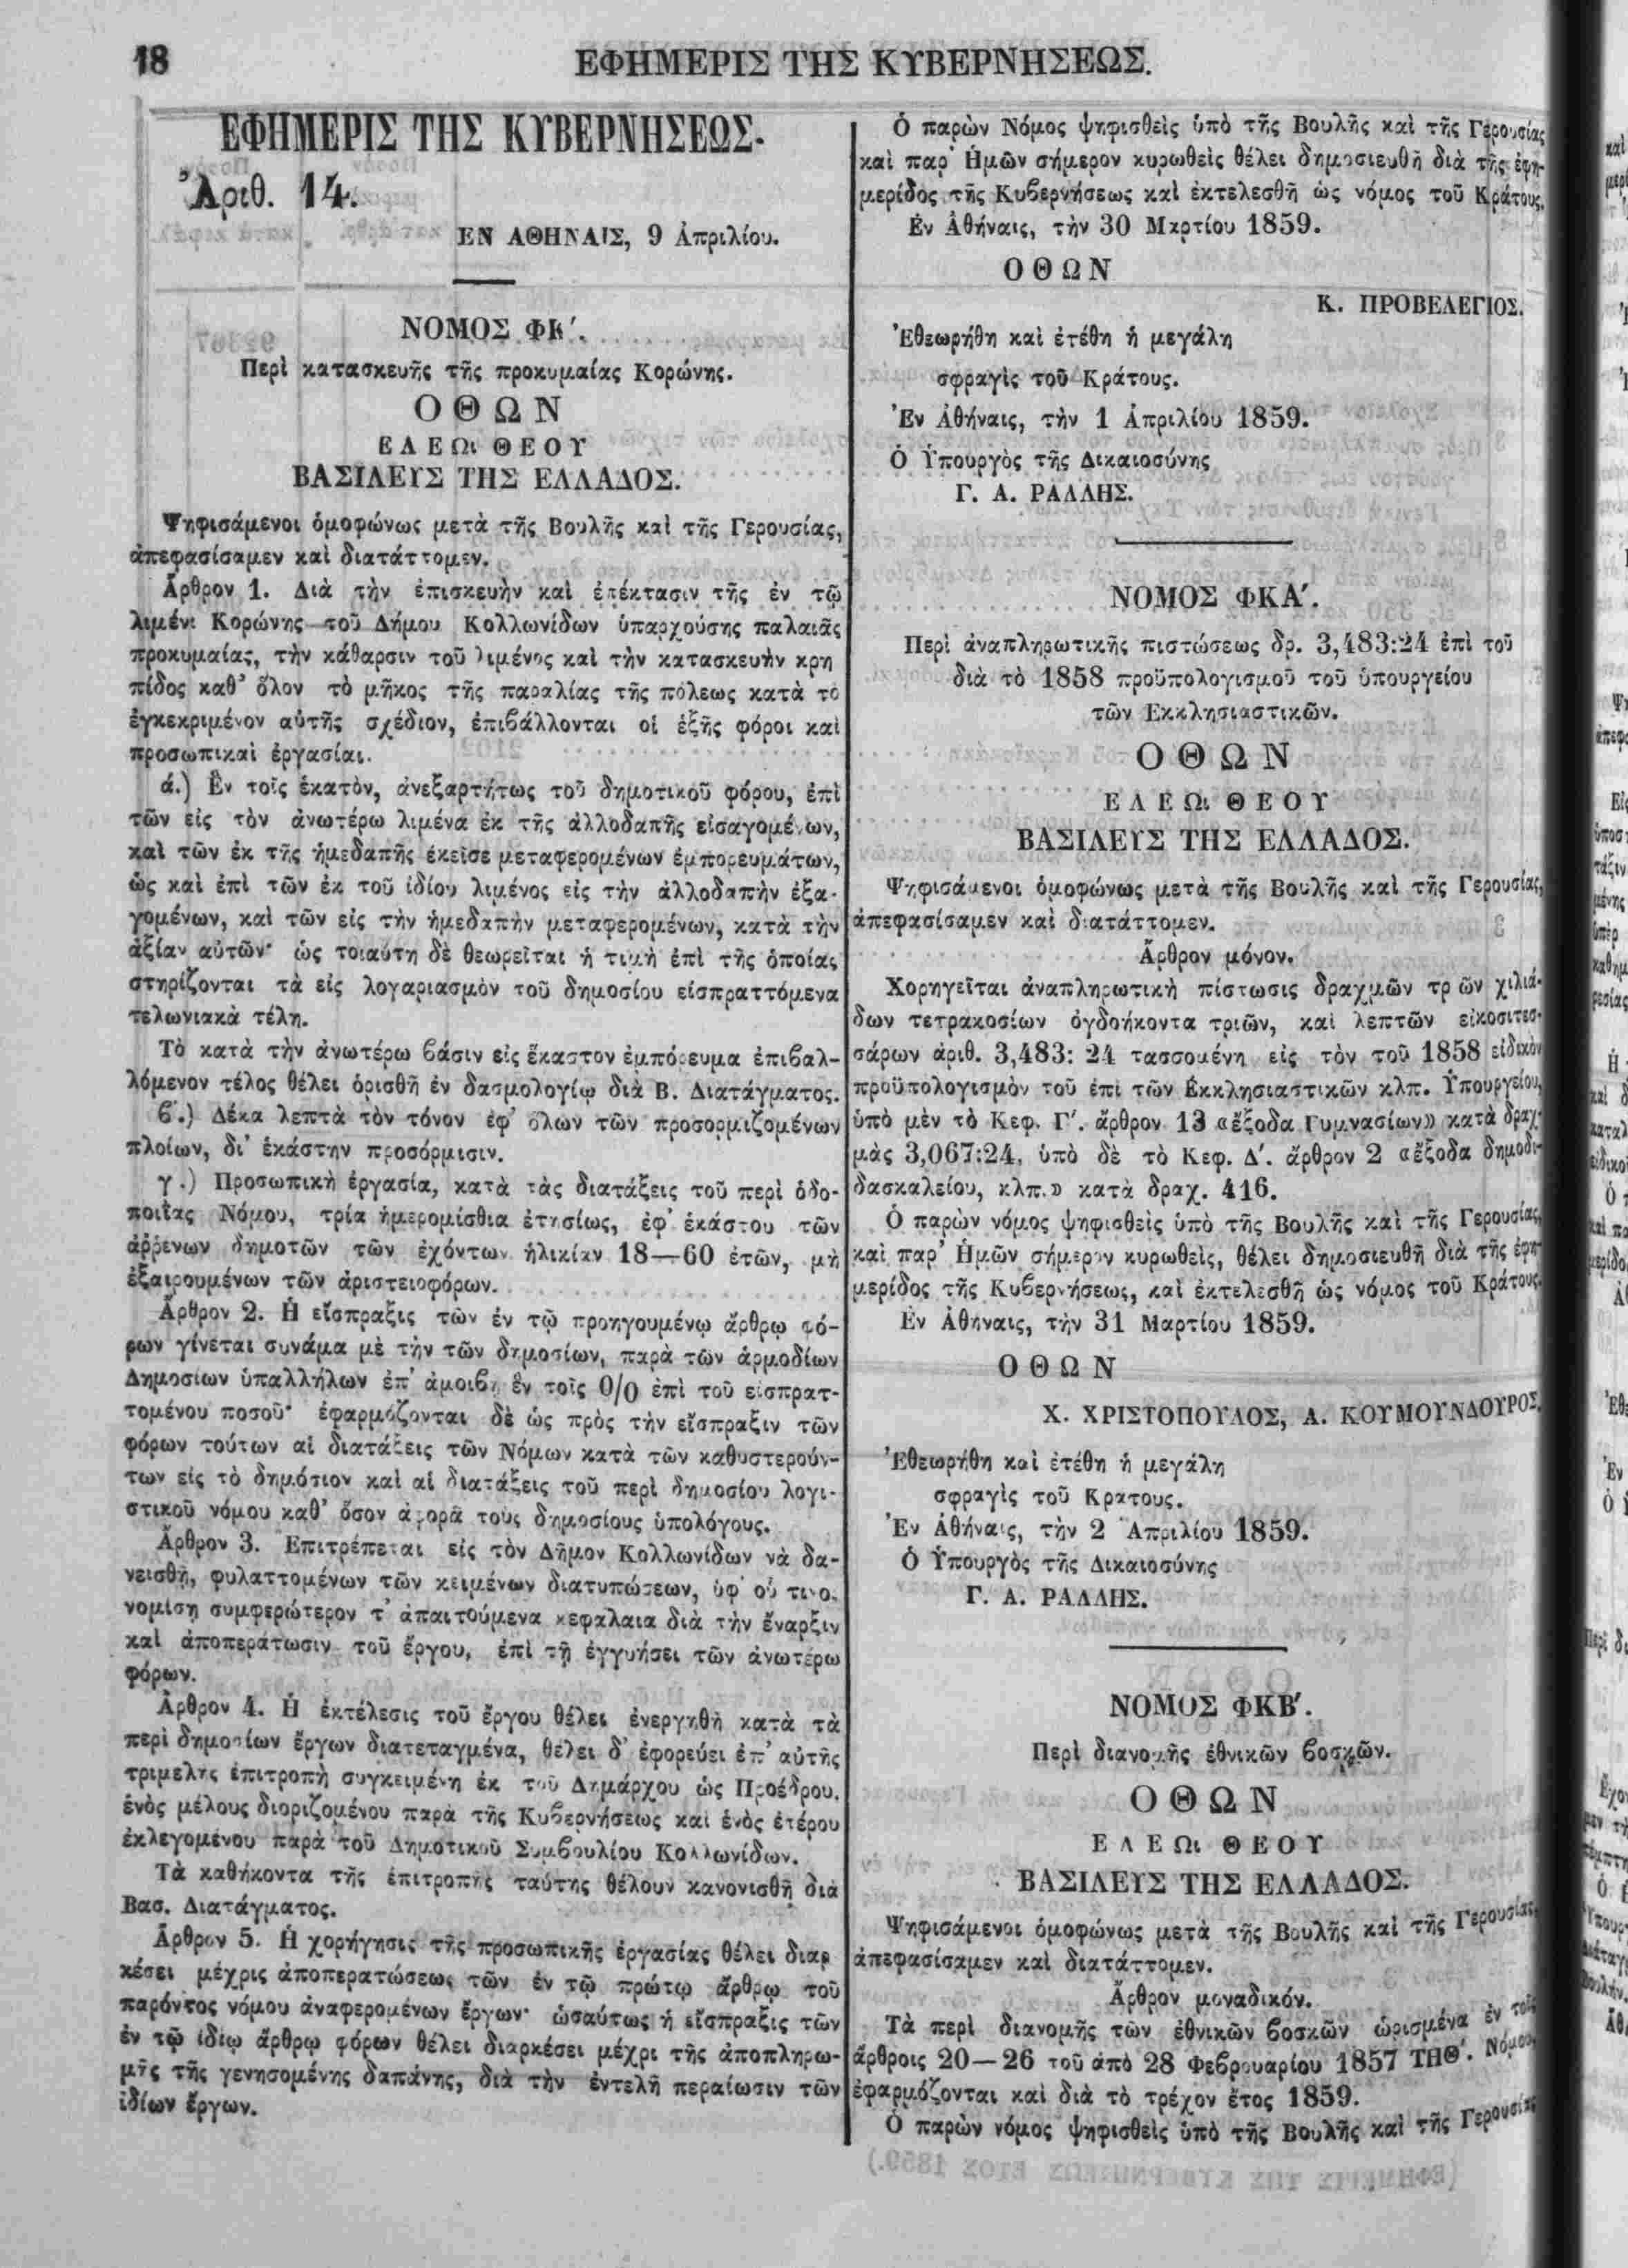 18
ΕΦΗΜΕΡΙΣ ΤΗΣ ΚΥΒΕΡΝΗΣΕΩΣ.
ΕΦΗΜΕΡΙΣ ΤΗΣ ΚΥΒΕΡΝΗΣΕΩΣ.
Ἀριθ. 14.
ΕΝ ΑΘΗΝΑΙΣ, 9 Ἀπριλίου.
ΝΟΜΟΣ ΦΚ΄.
Περὶ κατασκευῆς τῆς προκυμαίας Κορώνης.
ΟΘΩΝ
ΕΛΕΩι ΘΕΟΥ
ΒΑΣΙΛΕΥΣ ΤΗΣ ΕΛΛΑΔΟΣ.
Ψηφισάμενοι ὁμοφώνως μετὰ τῆς Βουλῆς καὶ τῆς Γερουσίας,
ἀπεφασίσαμεν καὶ διατάττομεν.
Ἄρθρον 1. Διὰ τὴν ἐπισκευὴν καὶ ἐπέκτασιν τῆς ἐν τῷ
λιμένι Κορώνης τοῦ Δήμου Κολλωνίδων ὑπαρχούσης παλαιᾶς
προκυμαίας, τὴν κάθαρσιν τοῦ λιμένος καὶ τὴν κατασκευὴν κρη
πίδος καθ’ ὅλον τὸ μῆκος τῆς παραλίας τῆς πόλεως κατὰ τὸ
ἐγκεκριμένον αὐτῆς σχέδιον, ἐπιβάλλονται οἱ ἑξῆς φόροι καὶ
προσωπικαὶ ἐργασίαι.
ά.) Ἓν τοῖς ἑκατὸν, ἀνεξαρτήτως τοῦ δημοτικοῦ φόρου, ἐπὶ
τῶν εἰς τὸν ἀνωτέρω λιμένα ἐκ τῆς ἀλλοδαπῆς εἰσαγομένων,
καὶ τῶν ἐκ τῆς ἡμεδαπῆς ἐκεῖσε μεταφερομένων ἐμπορευμάτων,
ὡς καὶ ἐπὶ τῶν ἐκ τοῦ ἰδίου λιμένος εἰς τὴν ἀλλοδαπὴν ἐξα-
γομένων, καὶ τῶν εἰς τὴν ἡμεδαπὴν μεταφερομένων, κατὰ τὴν
ἀξίαν αὐτῶν· ὡς τοιαύτη δὲ θεωρεῖται ἡ τιμὴ ἐπὶ τῆς ὁποίας
στηρίζονται τὰ εἰς λογαριασμὸν τοῦ δημοσίου εἰσπραττόμενα
τελωνιακὰ τέλη.
Τὸ κατὰ τὴν ἀνωτέρω βάσιν εἰς ἕκαστον ἐμπόρευμα ἐπιβαλ-
λόμενον τέλος θέλει ὁρισθῆ ἐν δασμολογίῳ διὰ Β. Διατάγματος.
β΄.) Δέκα λεπτὰ τὸν τόνον ἐφ’ ὅλων τῶν προσορμιζομένων
πλοίων, δι’ ἑκάστην προσόρμισιν.
γ΄.) Προσωπικὴ ἐργασία, κατὰ τὰς διατάξεις τοῦ περὶ ὁδο-
ποιΐας Νόμου, τρία ἡμερομίσθια ἐτησίως, ἐφ’ ἑκάστου τῶν
ἀῤῥένων δημοτῶν τῶν ἐχόντων ἡλικίαν 18—60 ἐτῶν, μὴ
ἐξαιρουμένων τῶν ἀριστειοφόρων.
Ἄρθρον 2. Ἡ εἴσπραξις τῶν ἐν τῷ προηγουμένῳ ἄρθρῳ φό-
ρων γίνεται συνάμα μὲ τὴν τῶν δημοσίων, παρὰ τῶν ἁρμοδίων
Δημοσίων ὑπαλλήλων ἐπ’ ἀμοιβῇ ἓν τοῖς 0/0 ἐπὶ τοῦ εἰσπρατ-
τομένου ποσοῦ· ἐφαρμόζονται δὲ ὡς πρὸς τὴν εἴσπραξιν τῶν
φόρων τούτων αἱ διατάξεις τῶν Νόμων κατὰ τῶν καθυστερούν-
των εἰς τὸ δημόσιον καὶ αἱ διατάξεις τοῦ περὶ δημοσίου λογι-
στικοῦ νόμου καθ’ ὅσον ἀφορᾶ τοὺς δημοσίους ὑπολόγους.
Ἄρθρον 3. Ἐπιτρέπεται εἰς τὸν Δῆμον Κολλωνίδων νὰ δα-
νεισθῇ, φυλαττομένων τῶν κειμένων διατυπώσεων, ὑφ’ οὗ τινο.
νομίσῃ συμφερώτερον τ’ ἀπαιτούμενα κεφαλαια διὰ τὴν ἔναρξιν
καὶ ἀποπεράτωσιν τοῦ ἔργου, ἐπὶ τῇ ἐγγυήσει τῶν ἀνωτέρω
φόρων.
Ἄρθρον 4. Ἡ ἐκτέλεσις τοῦ ἔργου θέλει ἐνεργηθῆ κατὰ τὰ
περὶ δημοσίων ἔργων διατεταγμένα, θέλει δ’ ἐφορεύει ἐπ’ αὐτῆς
τριμελὴς ἐπιτροπὴ συγκειμένη ἐκ τοῦ Δημάρχου ὡς Προέδρου,
ἑνὸς μέλους διοριζομένου παρὰ τῆς Κυβερνήσεως καὶ ἑνὸς ἑτέρου
ἐκλεγομένου παρὰ τοῦ Δημοτικοῦ Συμβουλίου Κολλωνίδων.
Τὰ καθήκοντα τῆς ἐπιτροπῆς ταύτης θέλουν κανονισθῆ διὰ
Βασ. Διατάγματος.
Ἄρθρον 5. Ἡ χορήγησις τῆς προσωπικῆς ἐργασίας θέλει διαρ
κέσει μέχρις ἀποπερατώσεως τῶν ἐν τῷ πρώτῳ ἄρθρῳ τοῦ
παρόντος νόμου ἀναφερομένων ἔργων· ὡσαύτως ἡ εἴσπραξις τῶν
ἐν τῷ ἰδίῳ ἄρθρῳ φόρων θέλει διαρκέσει μέχρι τῆς ἀποπληρω-
μῆς τῆς γενησομένης δαπάνης, διὰ τὴν ἐντελῆ περαίωσιν τῶν
ἰδίων ἔργων.
Ὁ παρὼν Νόμος ψηφισθεὶς ὑπὸ τῆς Βουλῆς καὶ τῆς Γερουσίας
καὶ παρ’ Ἡμῶν σήμερον κυρωθεὶς θέλει δημοσιευθῆ διὰ τῆς ἐφη-
μερίδος τῆς Κυβερνήσεως καὶ ἐκτελεσθῆ ὡς νόμος τοῦ Κράτους.
Ἐν Ἀθήναις, τὴν 30 Μαρτίου 1859.
ΟΘΩΝ
Κ. ΠΡΟΒΕΛΕΓΙΟΣ.
Ἐθεωρήθη καὶ ἐτέθη ἡ μεγάλη
σφραγὶς τοῦ Κράτους.
Ἐν Ἀθήναις, τὴν 1 Ἀπριλίου 1859.
Ὁ Ὑπουργὸς τῆς Δικαιοσύνης
Γ. Α. ΡΑΛΛΗΣ.
ΝΟΜΟΣ ΦΚΑ΄.
Περὶ ἀναπληρωτικῆς πιστώσεως δρ. 3,483:24 ἐπὶ τοῦ
διὰ τὸ 1858 προϋπολογισμοῦ τοῦ ὑπουργείου
τῶν Ἐκκλησιαστικῶν.
ΟΘΩΝ
ΕΛΕΩι ΘΕΟΥ
ΒΑΣΙΛΕΥΣ ΤΗΣ ΕΛΛΑΔΟΣ.
Ψηφισάμενοι ὁμοφώνως μετὰ τῆς Βουλῆς καὶ τῆς Γερουσίας,
ἀπεφασίσαμεν καὶ διατάττομεν.
Ἄρθρον μόνον.
Χορηγεῖται ἀναπληρωτικὴ πίστωσις δραχμῶν τριῶν χιλιά-
δων τετρακοσίων ὀγδοήκοντα τριῶν, καὶ λεπτῶν εἰκοσιτεσ-
σάρων ἀριθ. 3,483: 24 τασσομένη εἰς τὸν τοῦ 1858 εἰδικὸν
προϋπολογισμὸν τοῦ ἐπὶ τῶν Ἐκκλησιαστικῶν κλπ. Ὑπουργείου,
ὑπὸ μὲν τὸ Κεφ. Γ΄. ἄρθρον 13 «ἔξοδα Γυμνασίων» κατὰ δραχ-
μὰς 3,067:24, ὑπὸ δὲ τὸ Κεφ. Δ΄. ἄρθρον 2 «ἔξοδα δημοδι-
δασκαλείου, κλπ.» κατὰ δραχ. 416.
Ὁ παρὼν νόμος ψηφισθεὶς ὑπὸ τῆς Βουλῆς καὶ τῆς Γερουσίας,
καὶ παρ’ Ἡμῶν σήμερον κυρωθεὶς, θέλει δημοσιευθῆ διὰ τῆς ἐφη-
μερίδος τῆς Κυβερνήσεως, καὶ ἐκτελεσθῆ ὡς νόμος τοῦ Κράτους.
Ἐν Ἀθήναις, τὴν 31 Μαρτίου 1859.
ΟΘΩΝ
Χ. ΧΡΙΣΤΟΠΟΥΛΟΣ, Α. ΚΟΥΜΟΥΝΔΟΥΡΟΣ.
Ἐθεωρήθη καὶ ἐτέθη ἡ μεγάλη
σφραγὶς τοῦ Κρατους.
Ἐν Ἀθήναις, τὴν 2 Ἀπριλίου 1859.
Ὁ Ὑπουργὸς τῆς Δικαιοσύνης
Γ. Α. ΡΑΛΛΗΣ.
ΝΟΜΟΣ ΦΚΒ΄.
Περὶ διανομῆς ἐθνικῶν βοσκῶν.
ΟΘΩΝ
ΕΛΕΩι ΘΕΟΥ
ΒΑΣΙΛΕΥΣ ΤΗΣ ΕΛΛΑΔΟΣ.
Ψηφισάμενοι ὁμοφώνως μετὰ τῆς Βουλῆς καὶ τῆς Γερουσίας,
ἀπεφασίσαμεν καὶ διατάττομεν.
Ἄρθρον μοναδικόν.
Τὰ περὶ διανομῆς τῶν ἐθνικῶν βοσκῶν ὡρισμένα ἐν τοῖς
ἄρθροις 20—26 τοῦ ἀπὸ 28 Φεβρουαρίου 1857 ΤΗΘ΄. Νόμου,
ἐφαρμόζονται καὶ διὰ τὸ τρέχον ἔτος 1859.
Ὁ παρὼν νόμος ψηφισθεὶς ὑπὸ τῆς Βουλῆς καὶ τῆς Γερουσίας